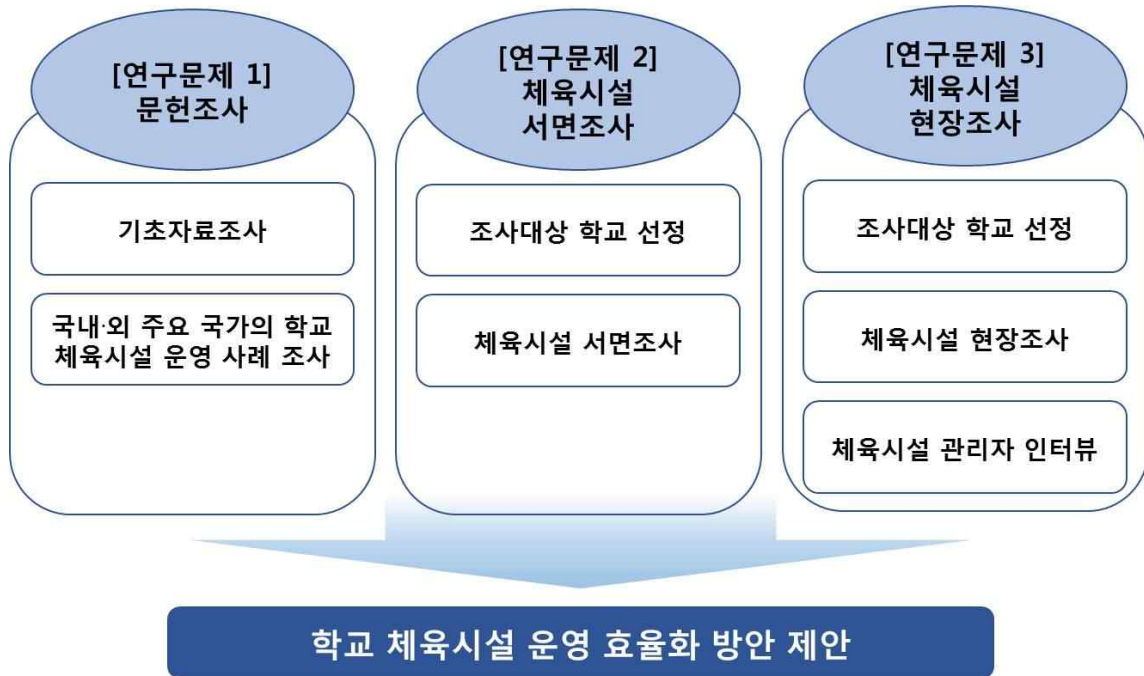 [연구문제 1]
문헌조사
기초자료조사
국내·외 주요 국가의 학교
체육시설 운영 사례 조사
[연구문제 2]
체육시설
서면조사
조사대상 학교 선정
체육시설 서면조사
[연구문제 3]
체육시설
현장조사
조사대상 학교 선정
체육시설 현장조사
체육시설 관리자 인터뷰
학교 체육시설 운영 효율화 방안 제안